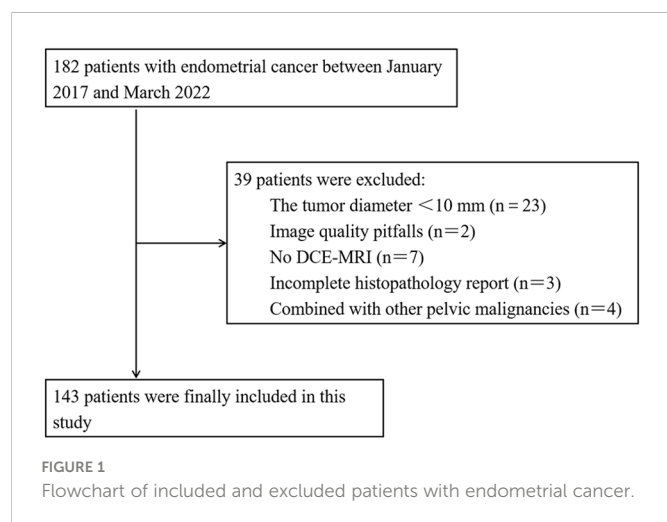 182 patients with endometrial cancer between January
2017 and March 2022
39 patients were excluded:
The tumor diameter <10 mm (n = 23)
Image quality pitfalls (n=2)
No DCE-MRI (n=7)
Incomplete histopathology report (n=3)
Combined with other pelvic malignancies (n=4)
143 patients were finally included in this
study
FIGURE 1
Flowchart of included and excluded patients with endometrial cancer.